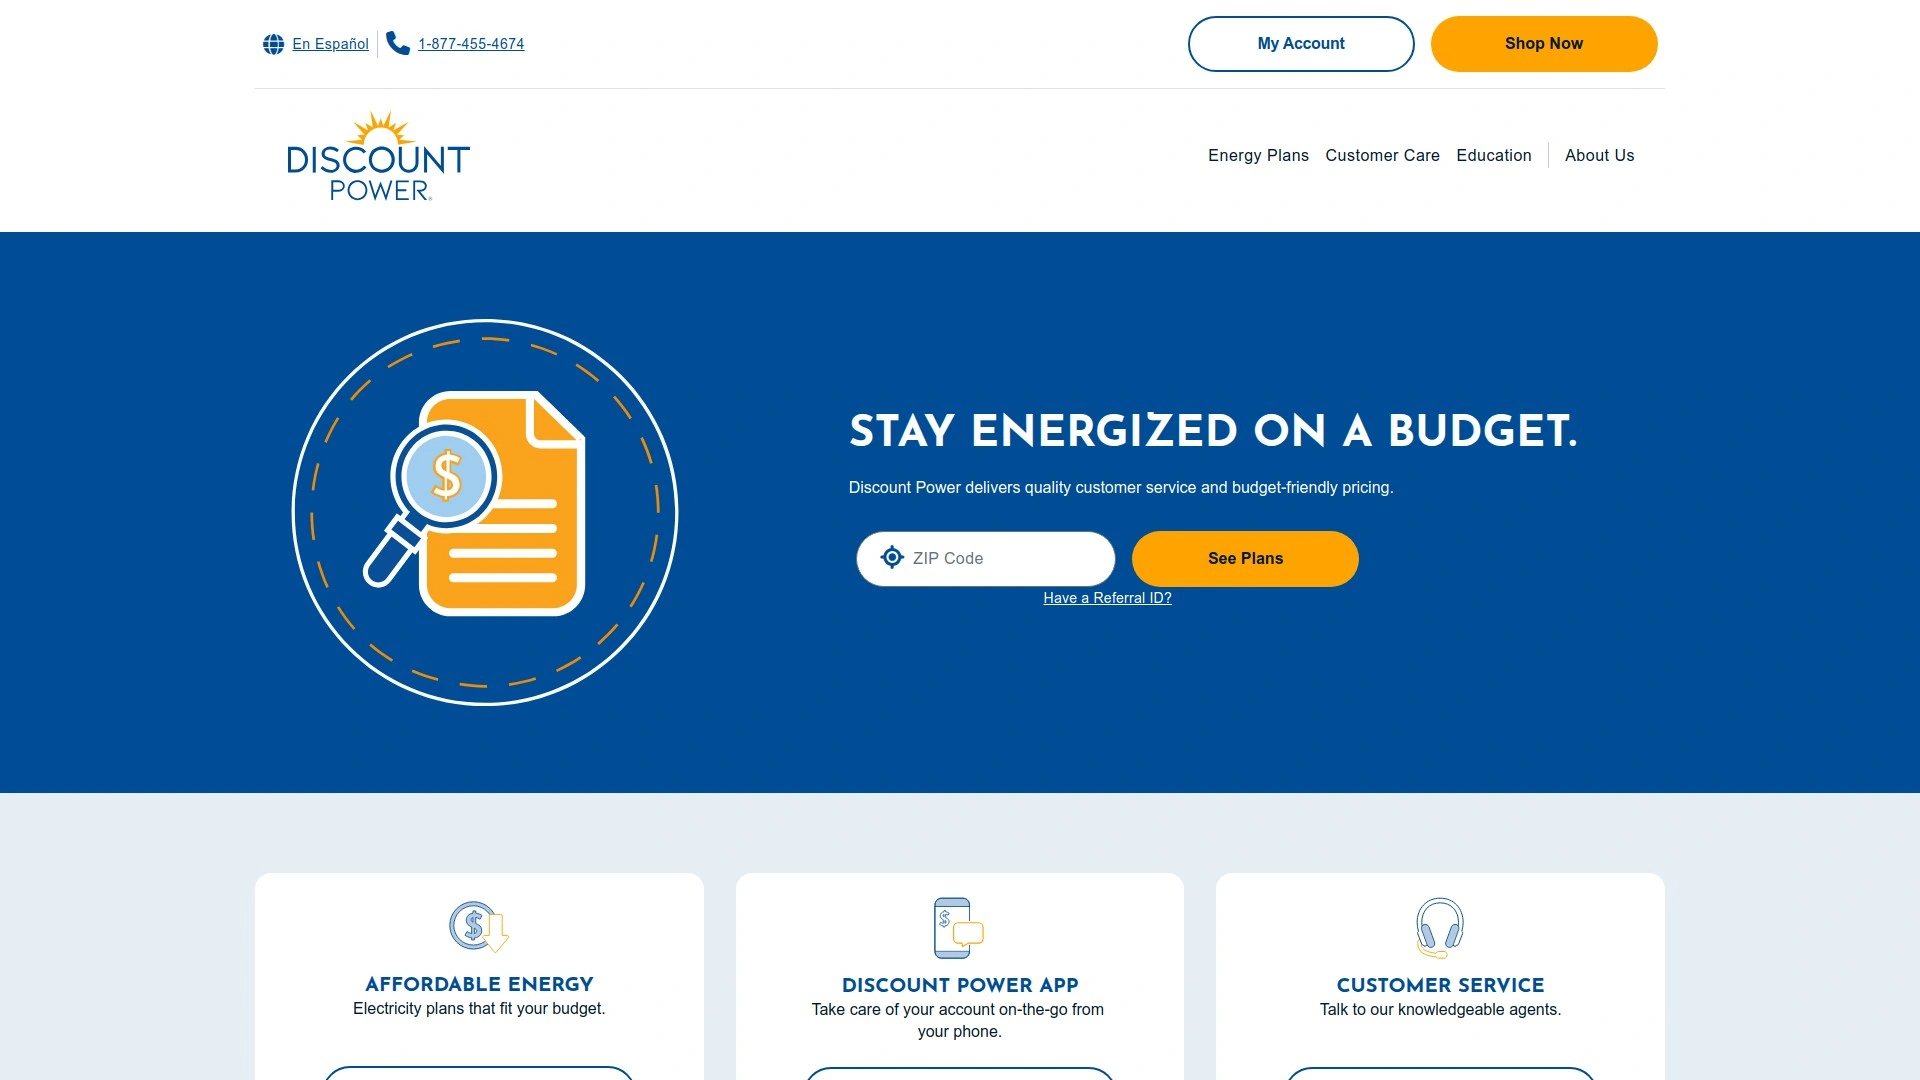 En Español
1-877-455-4674
My Account
Shop Now
DISCOUNT
POWER
Energy Plans
Customer Care
Education
About Us
$
STAY ENERGIZED ON A BUDGET.
Discount Power delivers quality customer service and budget-friendly pricing.
ZIP Code
See Plans
Have a Referral ID?
$
AFFORDABLE ENERGY
Electricity plans that fit your budget.
$
DISCOUNT POWER APP
Take care of your account on-the-go from
your phone.
CUSTOMER SERVICE
Talk to our knowledgeable agents.